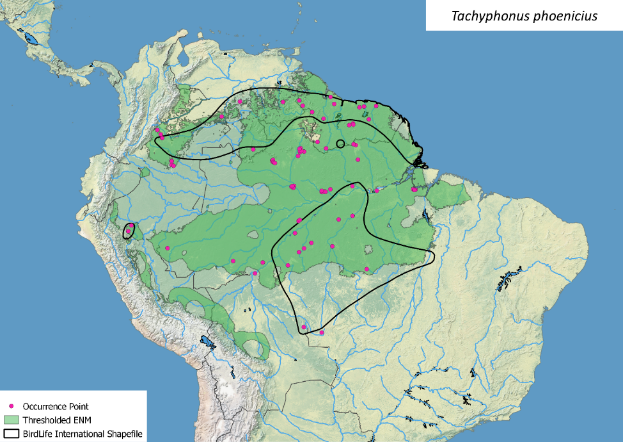 Tachyphonus phoenicius
Occurrence Point
Thresholded ENM
BirdLife International Shapefile